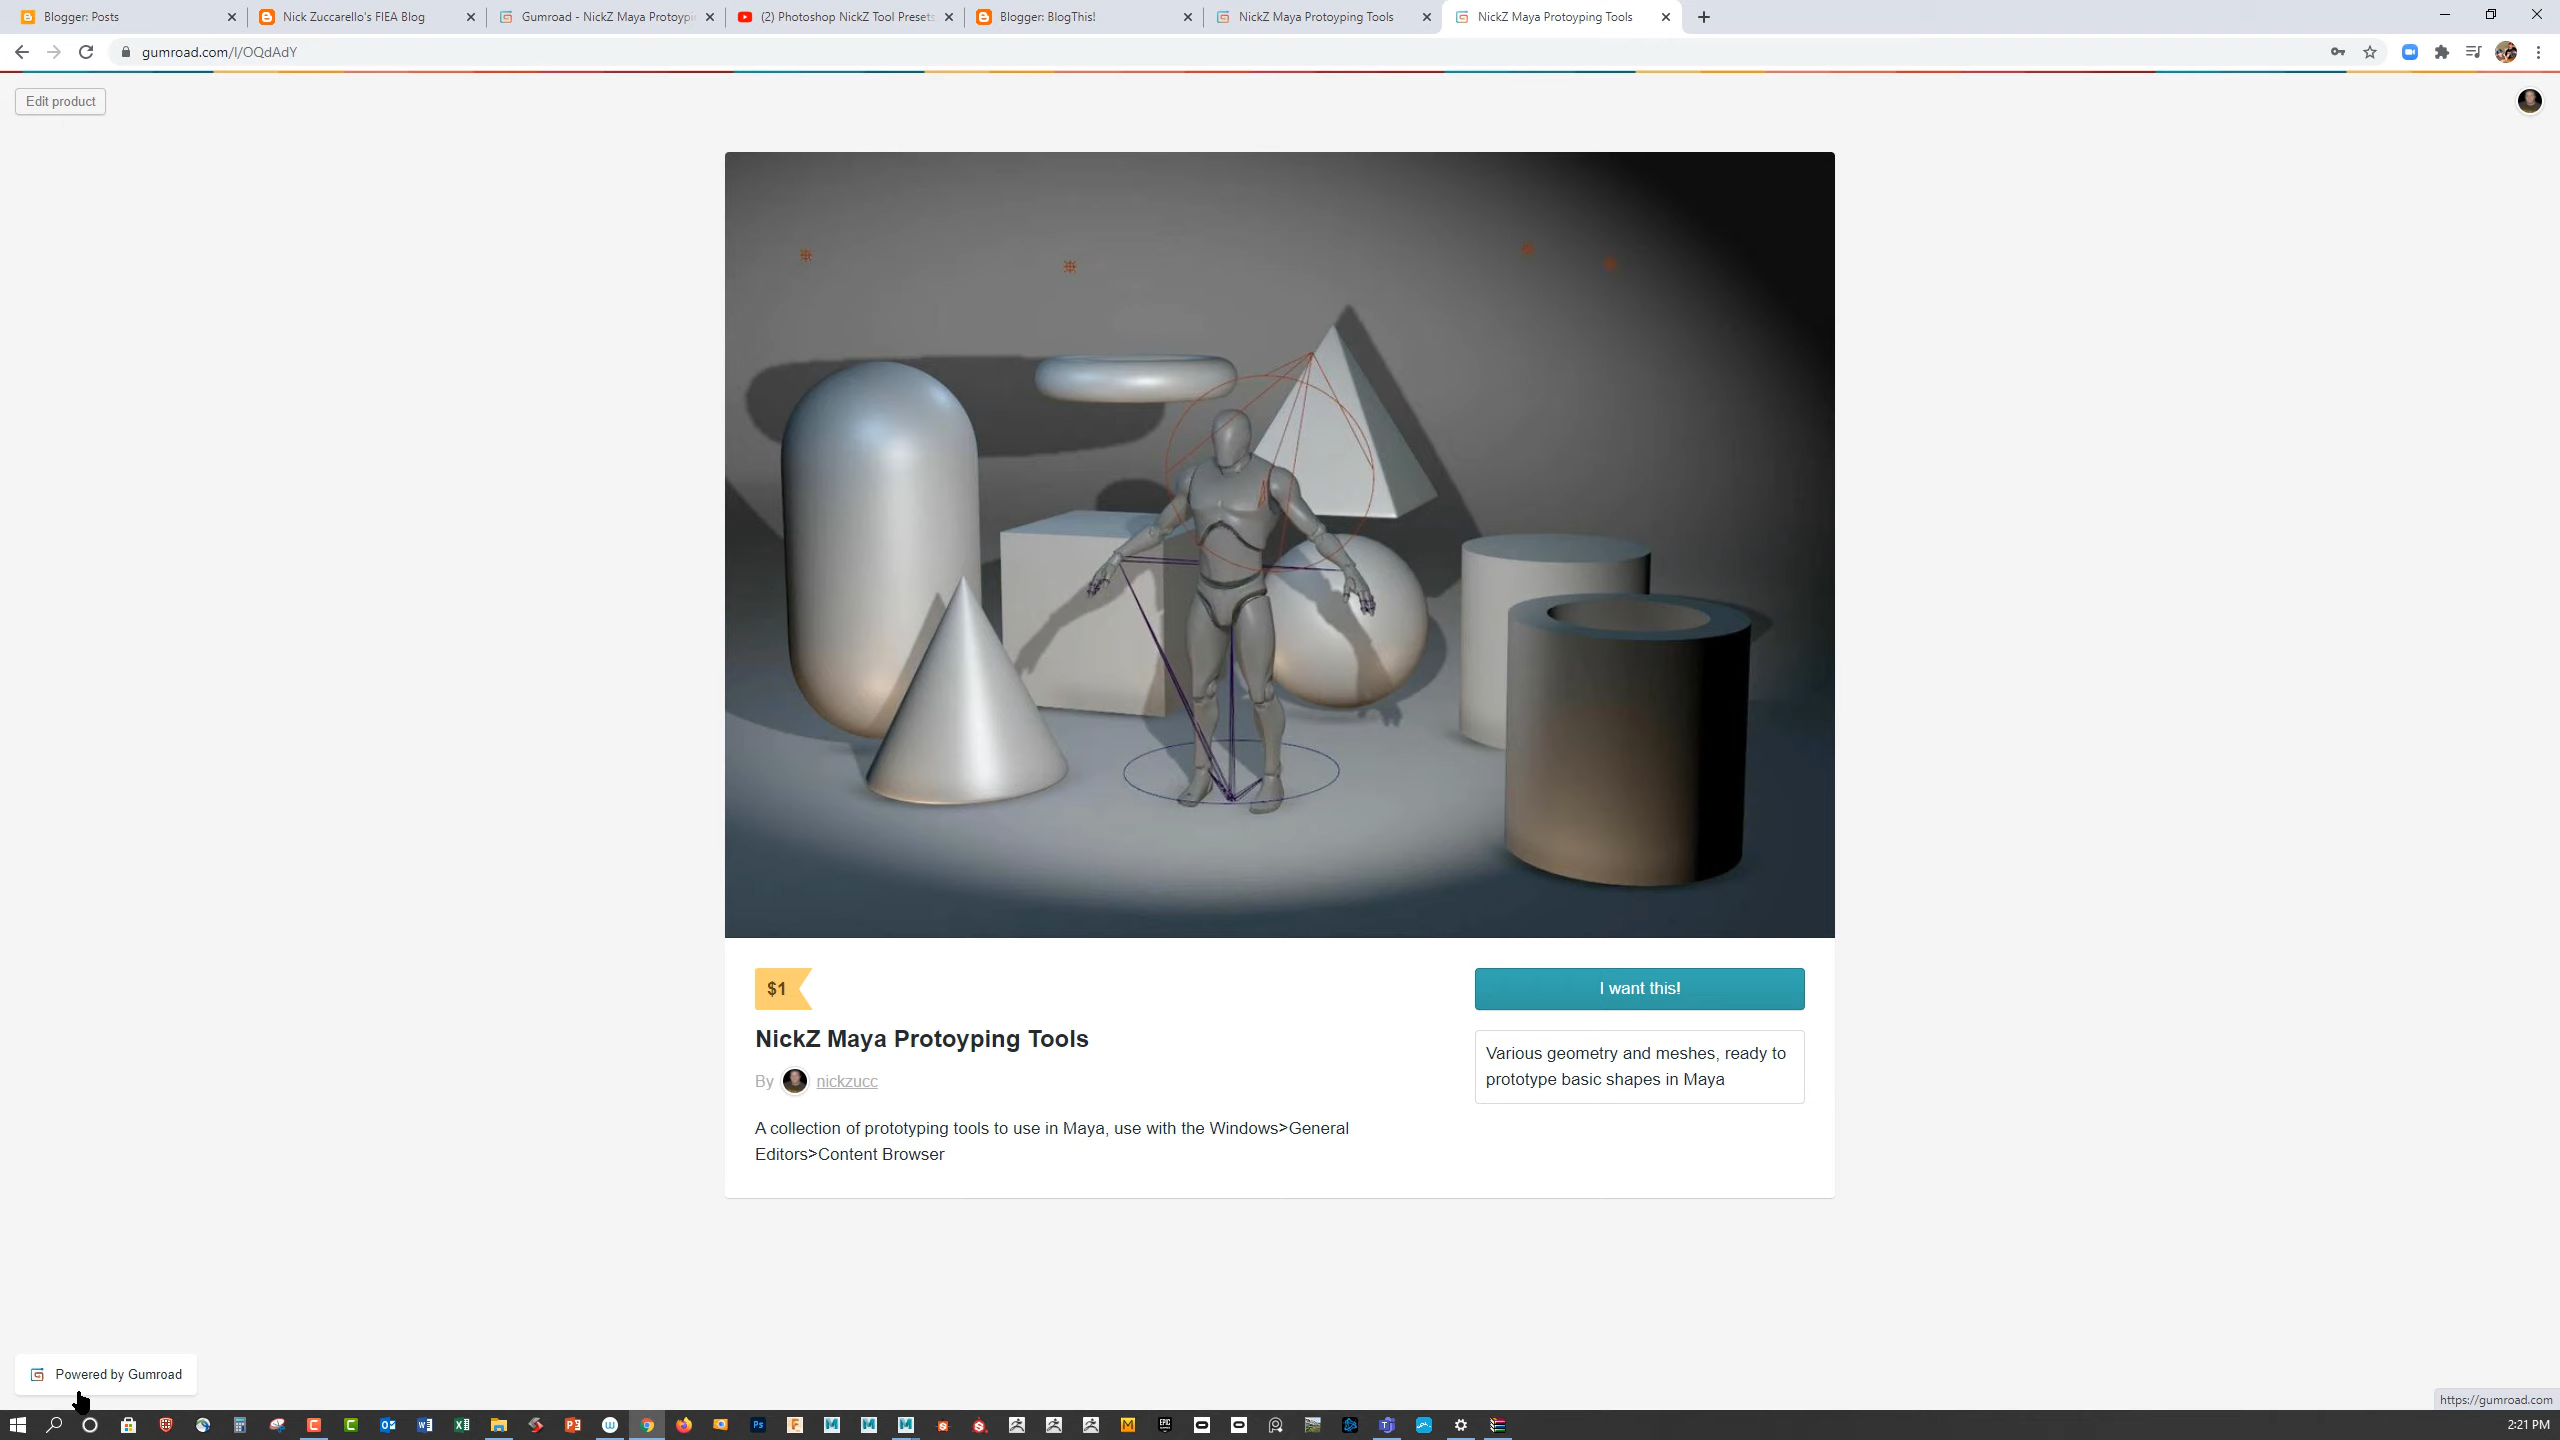 Blogger: Posts
Nick Zuccarello's FIEA Blog
Gumroad - NickZ Maya Protoypi
(2) Photoshop NickZ Tool Presets
Blogger: BlogThis!
NickZ Maya Protoyping Tools
NickZ Maya Protoyping Tools
gumroad.com/l/OQdAdY
Edit product
$1
I want this!
NickZ Maya Protoyping Tools
By nickzucc
Various geometry and meshes, ready to
prototype basic shapes in Maya
A collection of prototyping tools to use in Maya, use with the Windows>General
Editors>Content Browser
Powered by Gumroad
https://gumroad.com
2:21 PM